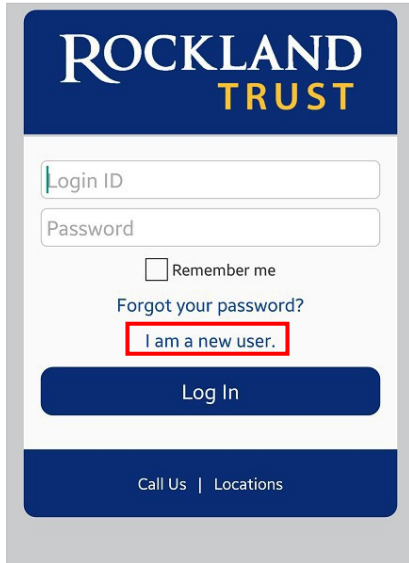 ROCKLAND
TRUST
Login ID
Password
Remember me
Forgot your password?
I am a new user.
Log In
Call Us | Locations